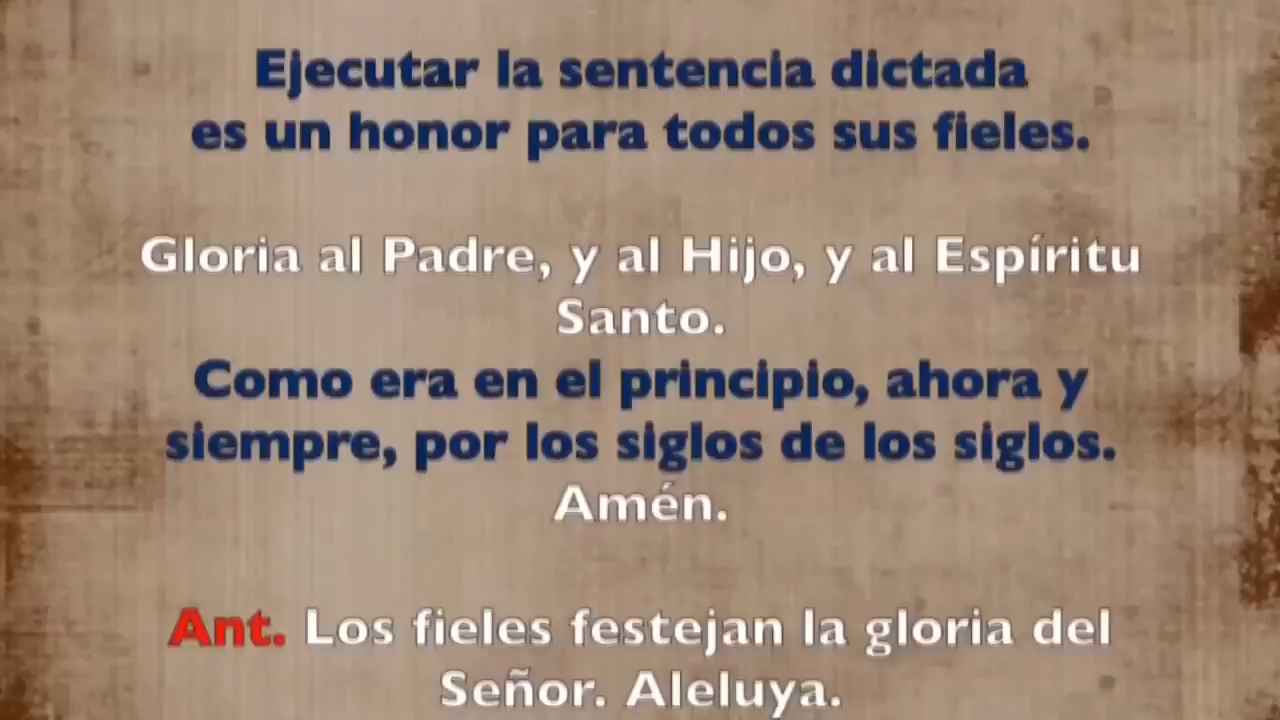 Ejecutar la sentencia dictada
es un honor para todos sus fieles.
Gloria al Padre, y al Hijo, y al Espíritu
Santo.
Como era en el principio, ahora y
siempre, por los siglos de los siglos.
Amén.
Ant. Los fieles festejan la gloria del
Señor. Aleluya.